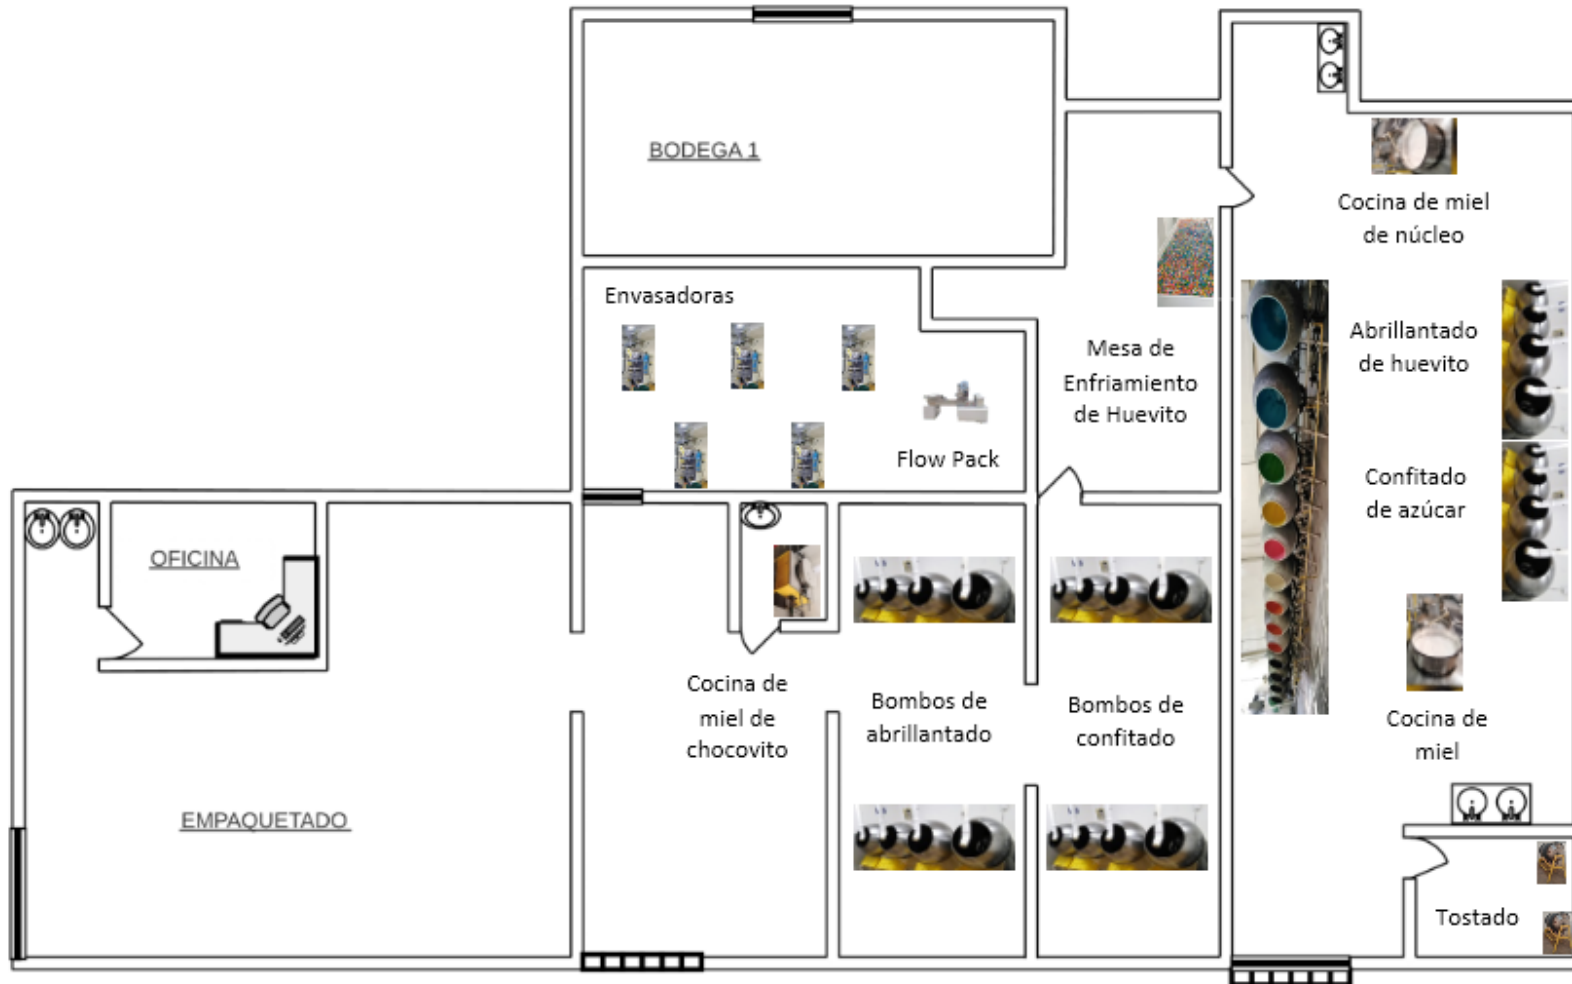 BODEGA 1
Cocina de miel
de núcleo
Envasadoras
Mesa de
Enfriamiento
de Huevito
Abrillantado
de huevito
Flow Pack
Confitado
de azúcar
OFICINA
Cocina de
miel de
chocovito
Bombos de
abrillantado
Bombos de
confitado
Cocina de
miel
EMPAQUETADO
Tostado